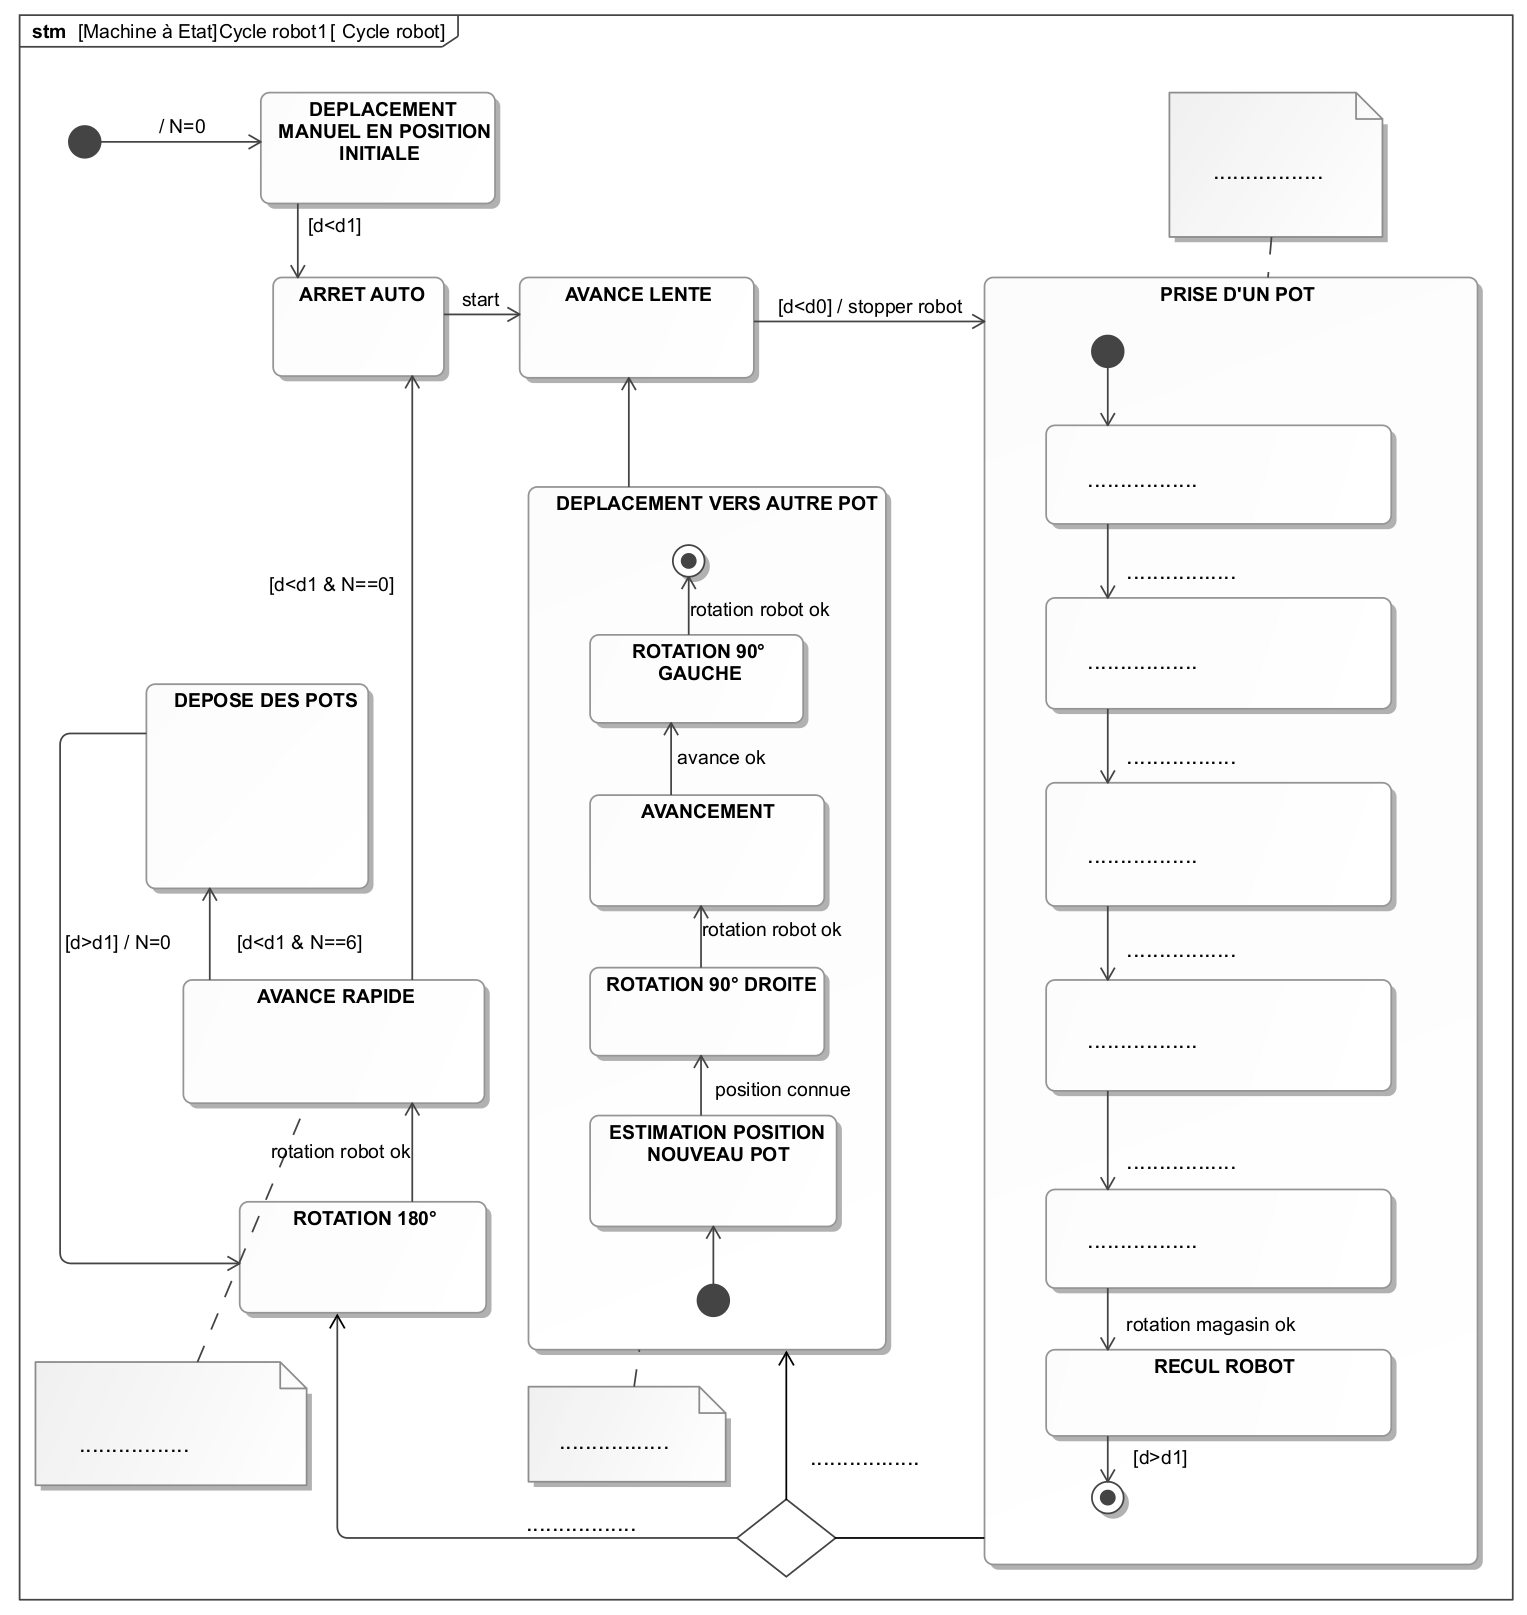 stm [Machine à Etat]Cycle robot1[ Cycle robot]
/ N=0
DEPLACEMENT
MANUEL EN POSITION
INITIALE
.................
[d<d1]
ARRET AUTO
start
AVANCE LENTE
[d<d0] / stopper robot
PRISE D'UN POT
.................
DEPLACEMENT VERS AUTRE POT
.................
[d<d1 & N==0]
rotation robot ok
ROTATION 90°
GAUCHE
.................
DEPOSE DES POTS
avance ok
.................
AVANCEMENT
.................
[d>d1] / N=0
[d<d1 & N==6]
rotation robot ok
.................
AVANCE RAPIDE
ROTATION 90° DROITE
.................
position connue
ESTIMATION POSITION
NOUVEAU POT
rotation robot ok
.................
ROTATION 180°
.................
rotation magasin ok
RECUL ROBOT
.................
.................
[d>d1]
.................
.................